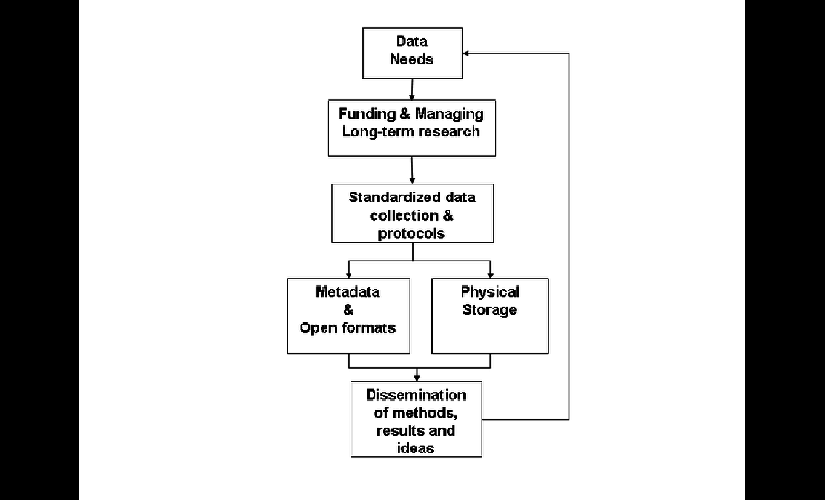 Data
Needs
Funding & Managing
Long-term research
Standardized data
collection &
protocols
Metadata
&
Open formats
Physical
Storage
Dissemination
of methods,
results and
ideas